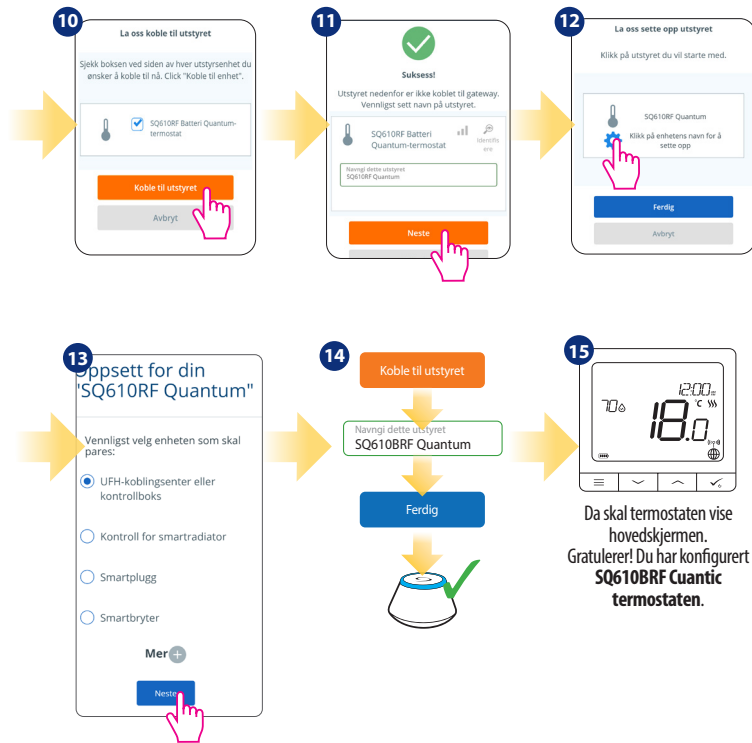 10
La oss koble til utstyret
Sjekk boksen ved siden av hver utstyrsenhet du
ønsker å koble til nå. Click "Koble til enhet".
SQ610RF Batteri Quantum-
termostat
Koble til utstyret
Avbryt
11
Suksess!
Utstyret nedenfor er ikke koblet til gateway.
Vennligst sett navn på utstyret.
SQ610RF Batteri
Quantum-termostat
Identifis
ere
Navngi dette utstyret
SQ610RF Quantum
Neste
12
La oss sette opp utstyret
Klikk på utstyret du vil starte med.
SQ610RF Quantum
Klikk på enhetens navn for å
sette opp
Ferdig
Avbryt
13
Oppsett for din
"SQ610RF Quantum"
Vennligst velg enheten som skal
pares:
UFH-koblingsenter eller
kontrollboks
Kontroll for smartradiator
Smartplugg
Smartbryter
Mer
Neste
14
Koble til utstyret
Navngi dette utstyret
SQ610BRF Quantum
Ferdig
15
12:00
70
18.0
°C
Da skal termostaten vise
hovedskjermen.
Gratulerer! Du har konfigurert
SQ610BRF Cuantic
termostaten.